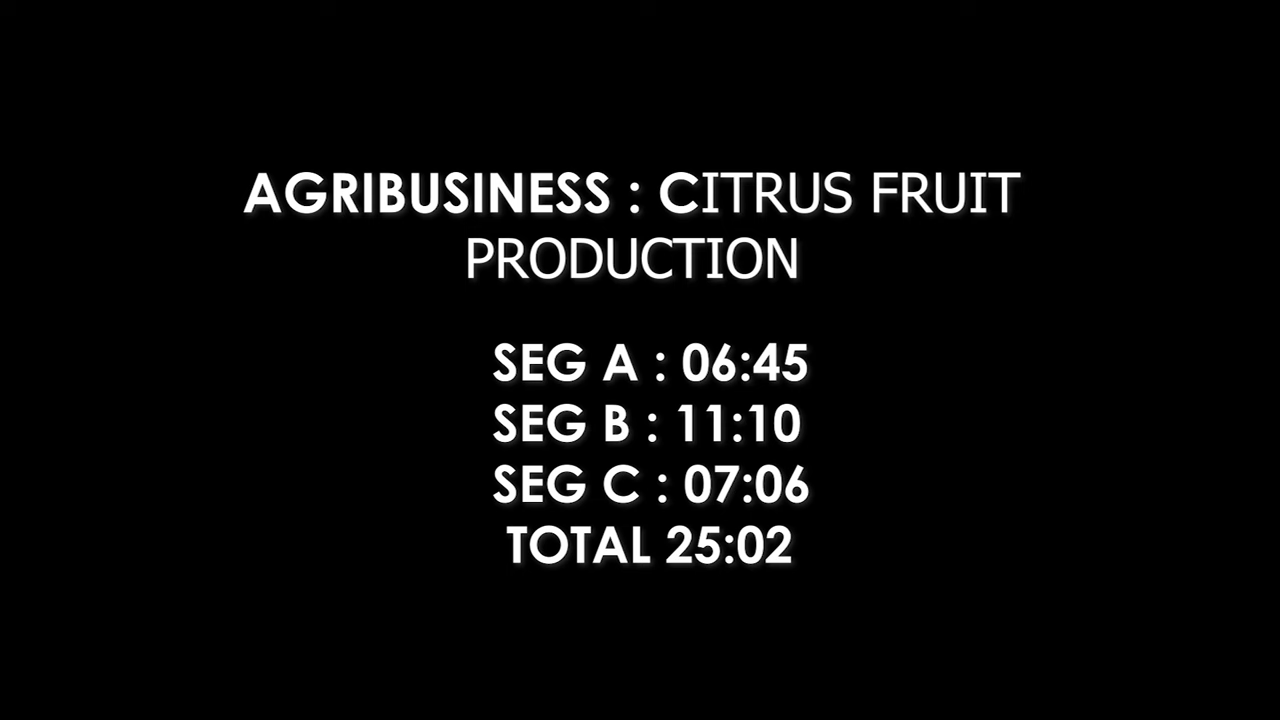 AGRIBUSINESS : CITRUS FRUIT
PRODUCTION
SEG A : 06:45
SEG B : 11:10
SEG C : 07:06
TOTAL 25:02